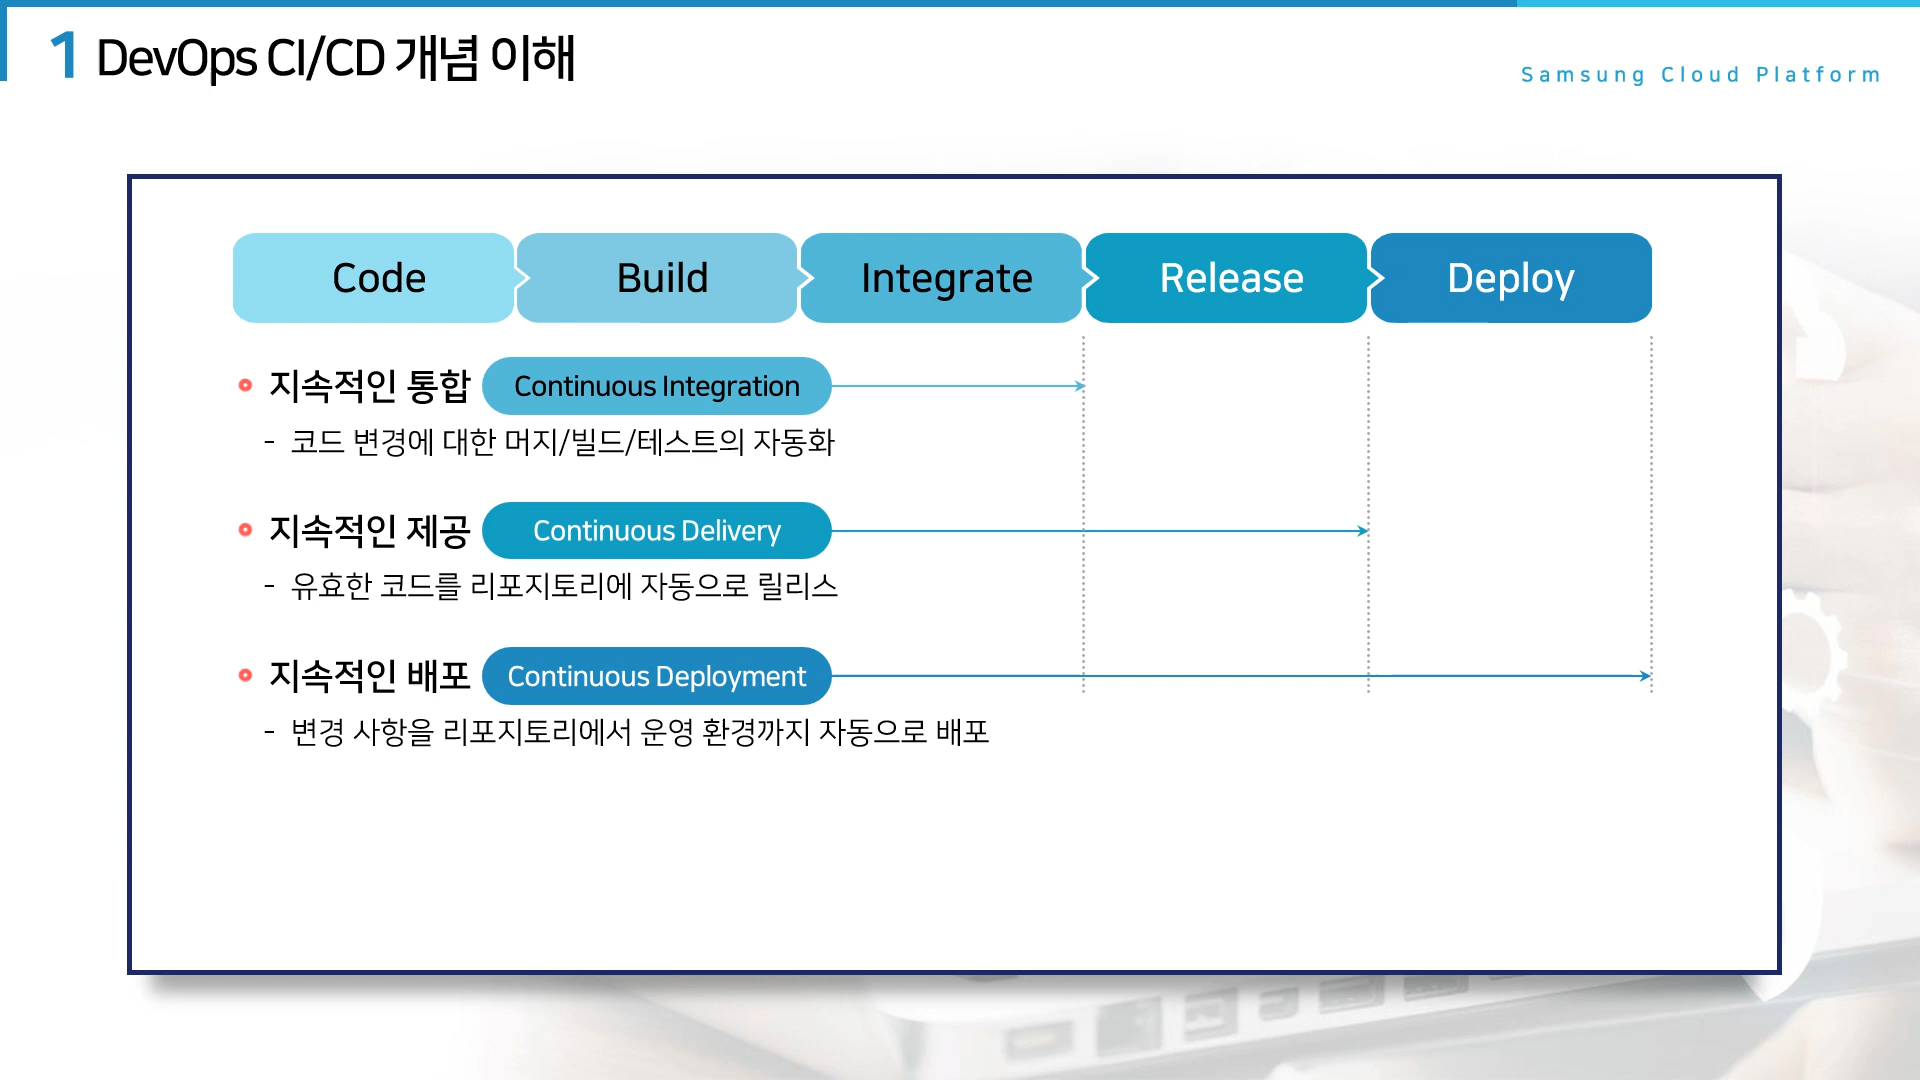 1 DevOps CI/CD 개념 이해
Samsung Cloud Platform
Code Build Integrate Release Deploy
지속적인 통합 Continuous Integration
- 코드 변경에 대한 머지/빌드/테스트의 자동화
지속적인 제공 Continuous Delivery
- 유효한 코드를 리포지토리에 자동으로 릴리스
지속적인 배포 Continuous Deployment
- 변경 사항을 리포지토리에서 운영 환경까지 자동으로 배포